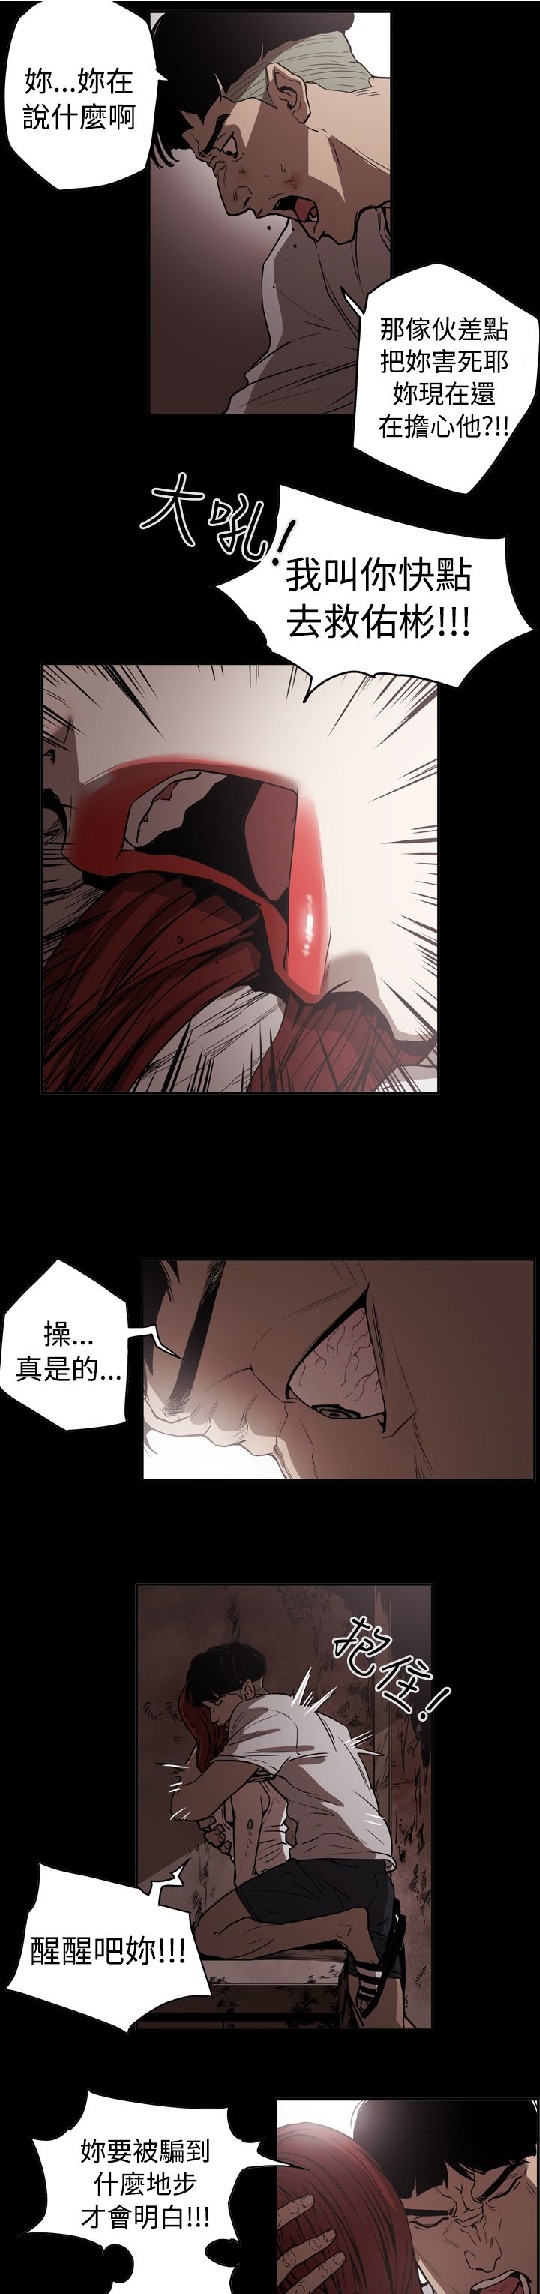 妳...妳在
說什麼啊
那傢伙差點
把妳害死耶
妳現在還
在擔心他?!!
大吼!
我叫你快點
去救佑彬!!!
操...
真是的...
抱住!
醒醒吧妳!!!
妳要被騙到
什麼地步
才會明白!!!